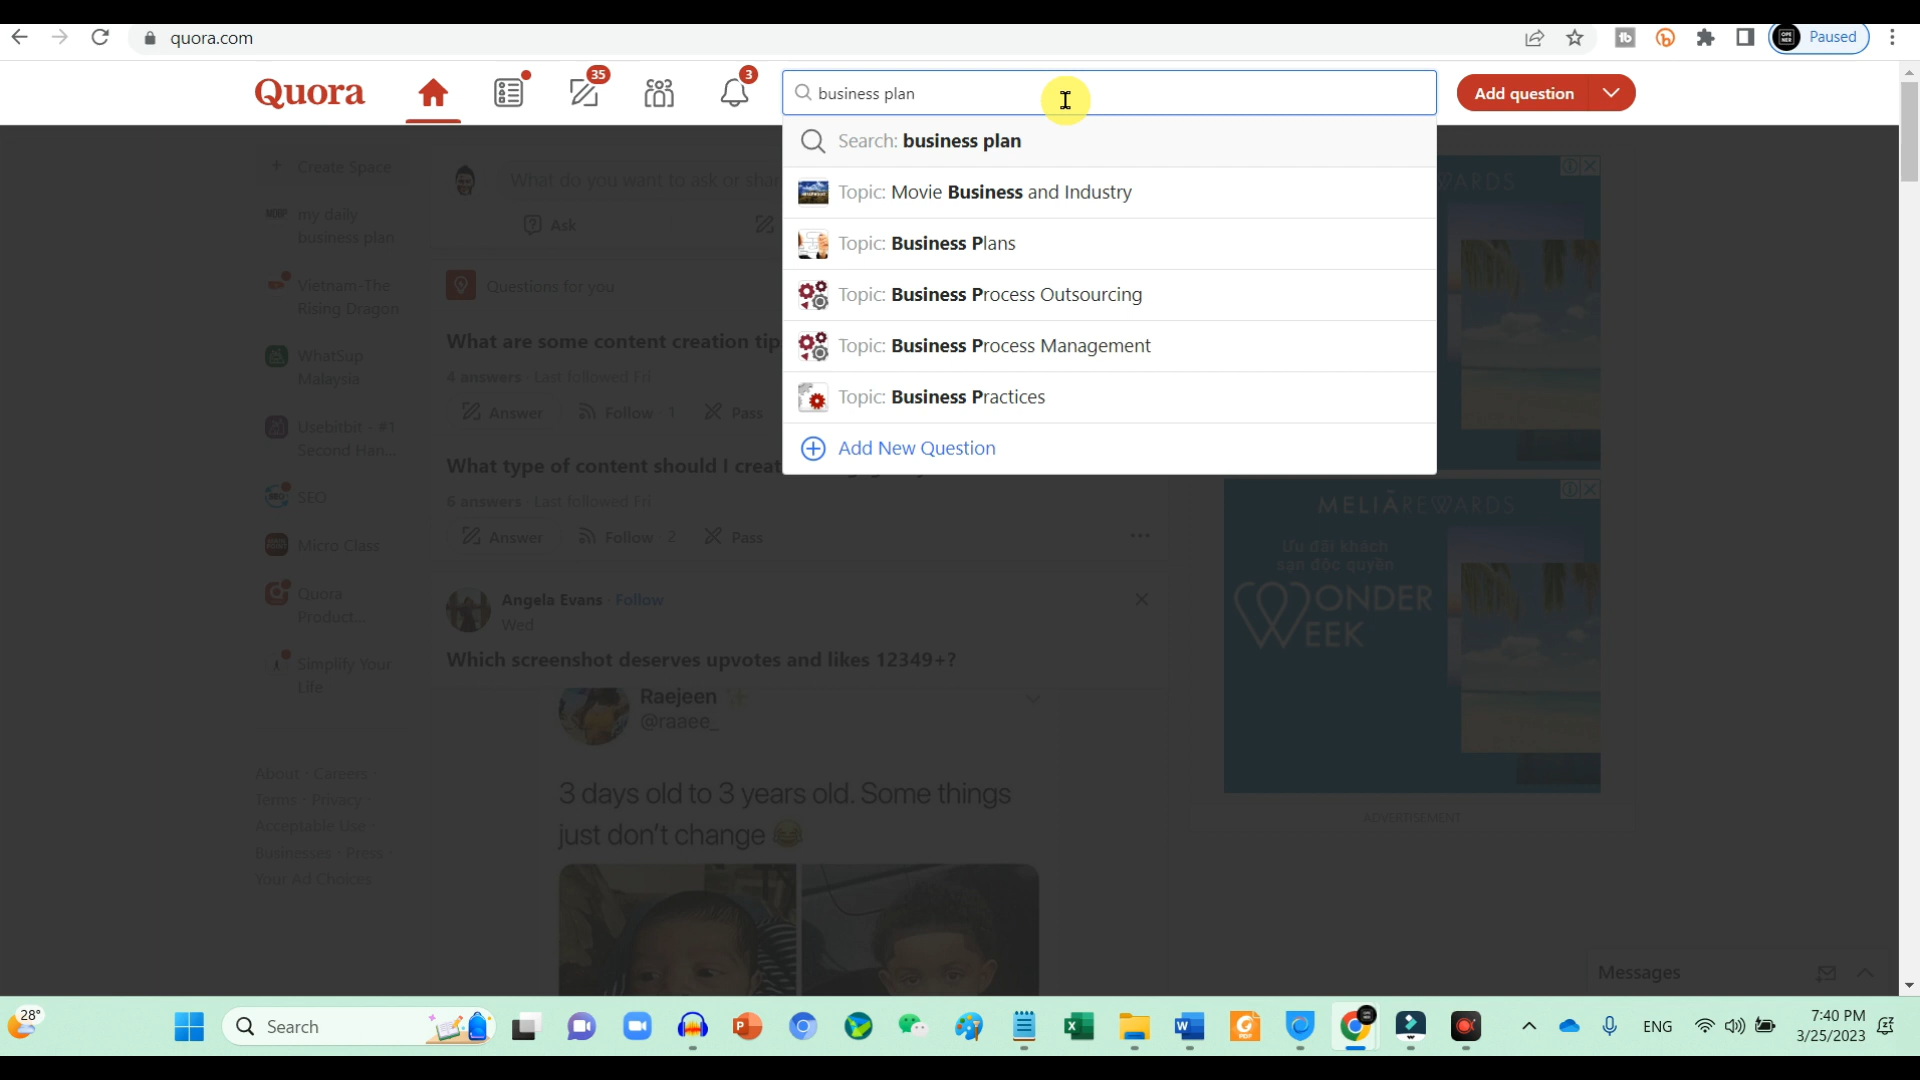 quora.com
Paused
Quora
35
3
business plan
Add question
Search: business plan
Topic: Movie Business and Industry
Topic: Business Plans
Topic: Business Process Outsourcing
Topic: Business Process Management
Topic: Business Practices
Add New Question
Create Space
my daily
business plan
Vietnam-The
Rising Dragon
WhatSup
Malaysia
Usebitbit - #1
Second Han...
SEO
Micro Class
Quora
Product...
Simplify Your
Life
About · Careers ·
Terms · Privacy ·
Acceptable Use ·
Businesses · Press ·
Your Ad Choices
What do you want to ask or shar
Ask
Questions for you
What are some content creation tip
4 answers · Last followed Fri
Answer
Follow · 1
Pass
What type of content should I creat
6 answers · Last followed Fri
Answer
Follow · 2
Pass
Angela Evans · Follow
Wed
Which screenshot deserves upvotes and likes 12349+?
Raejeen
@raaee_
3 days old to 3 years old. Some things
just don't change 😂
WARDS
MELIÃREWARDS
Ưu đãi khách
sạn độc quyền
WONDER
WEEK
ADVERTISEMENT
Messages
28°
Search
ENG
7:40 PM
3/25/2023